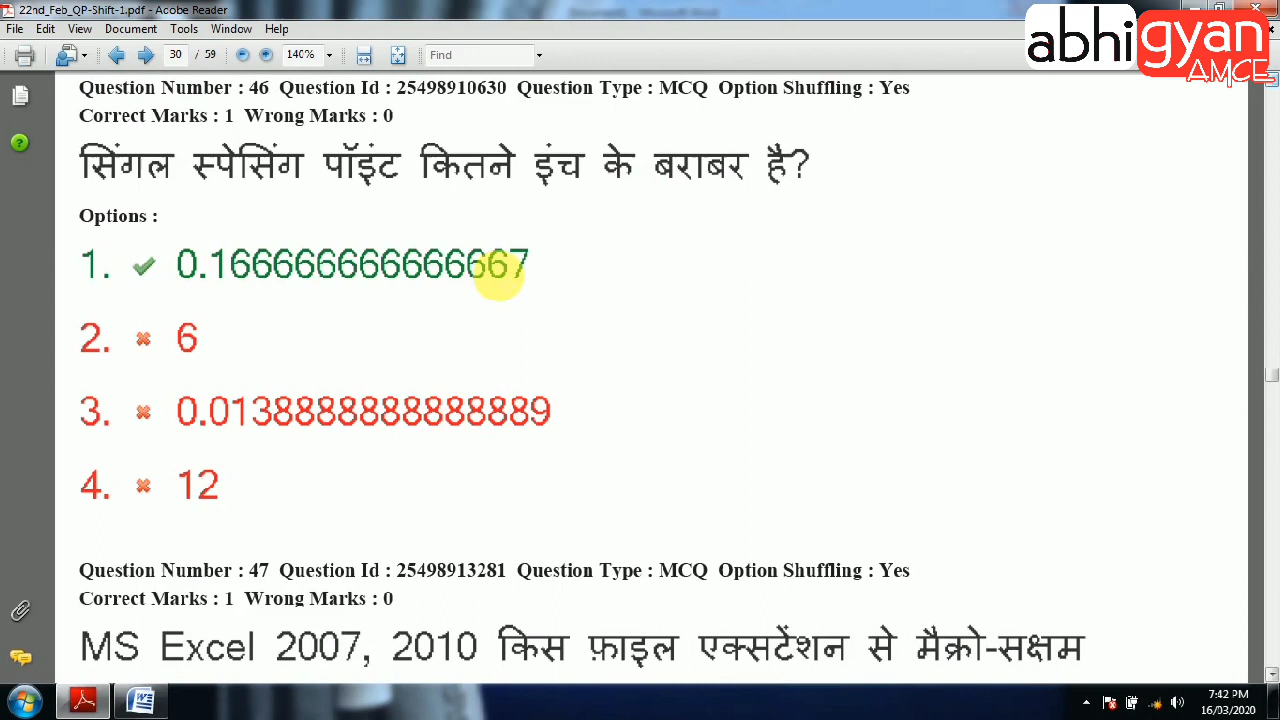 22nd_Feb_QP-Shift-1.pdf - Adobe Reader
File Edit View Document Tools Window Help
30 / 59 140% Find
abhigyan
AMCE
Question Number : 46 Question Id : 25498910630 Question Type : MCQ Option Shuffling : Yes
Correct Marks : 1 Wrong Marks : 0
सिंगल स्पेसिंग पॉइंट कितने इंच के बराबर है?
Options :
1. 0.1666666666666667
2. 6
3. 0.0138888888888889
4. 12
Question Number : 47 Question Id : 25498913281 Question Type : MCQ Option Shuffling : Yes
Correct Marks : 1 Wrong Marks : 0
MS Excel 2007, 2010 किस फ़ाइल एक्सटेंशन से मैक्रो-सक्षम
7:42 PM
16/03/2020